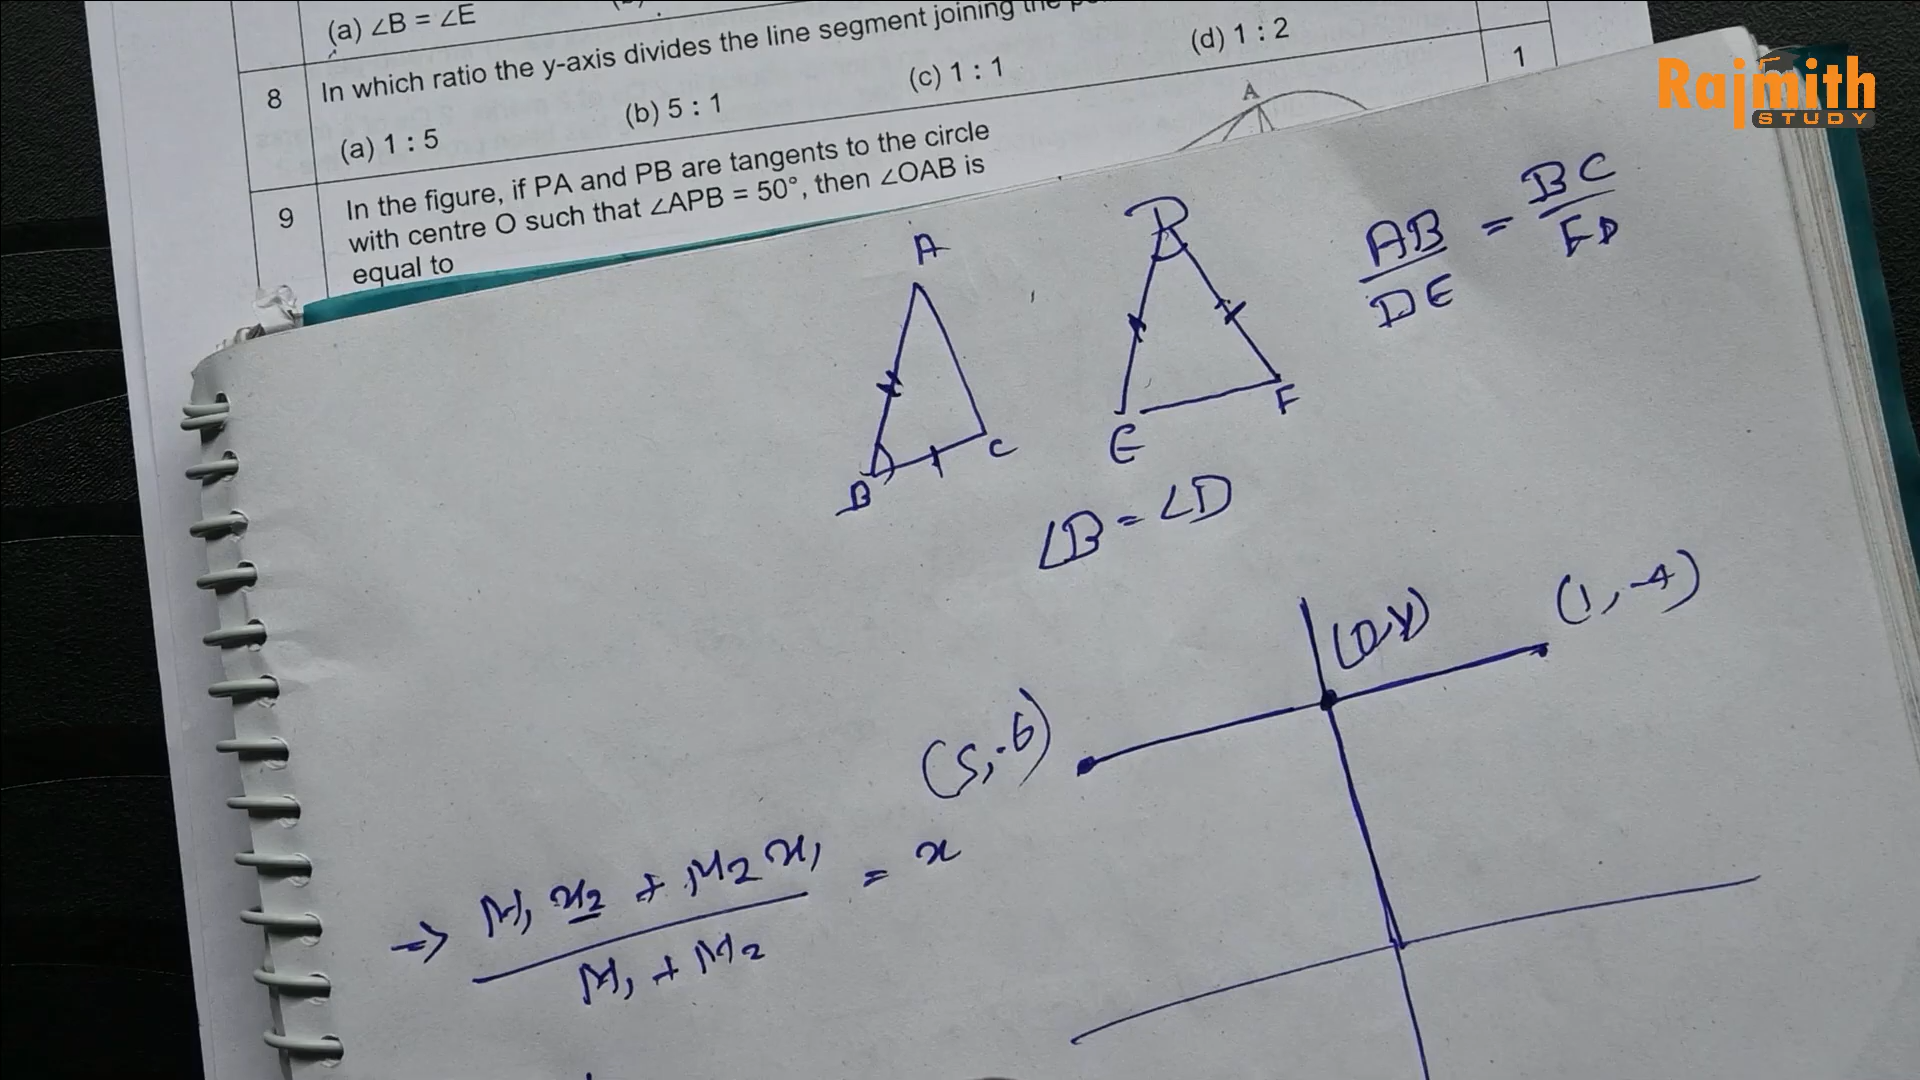 (a) ∠B = ∠E
8
In which ratio the y-axis divides the line segment joining the
(a) 1 : 5
(b) 5 : 1
(c) 1 : 1
(d) 1 : 2
1
9
In the figure, if PA and PB are tangents to the circle
with centre O such that ∠APB = 50°, then ∠OAB is
equal to
A
Rajmith
STUDY
A
B
C
D
E
F
AB/DE = BC/FD
∠B = ∠D
(0,y)
(1,-4)
(5,-6)
⇒ (M₁x₂ + M₂x₁)/(M₁ + M₂) = x